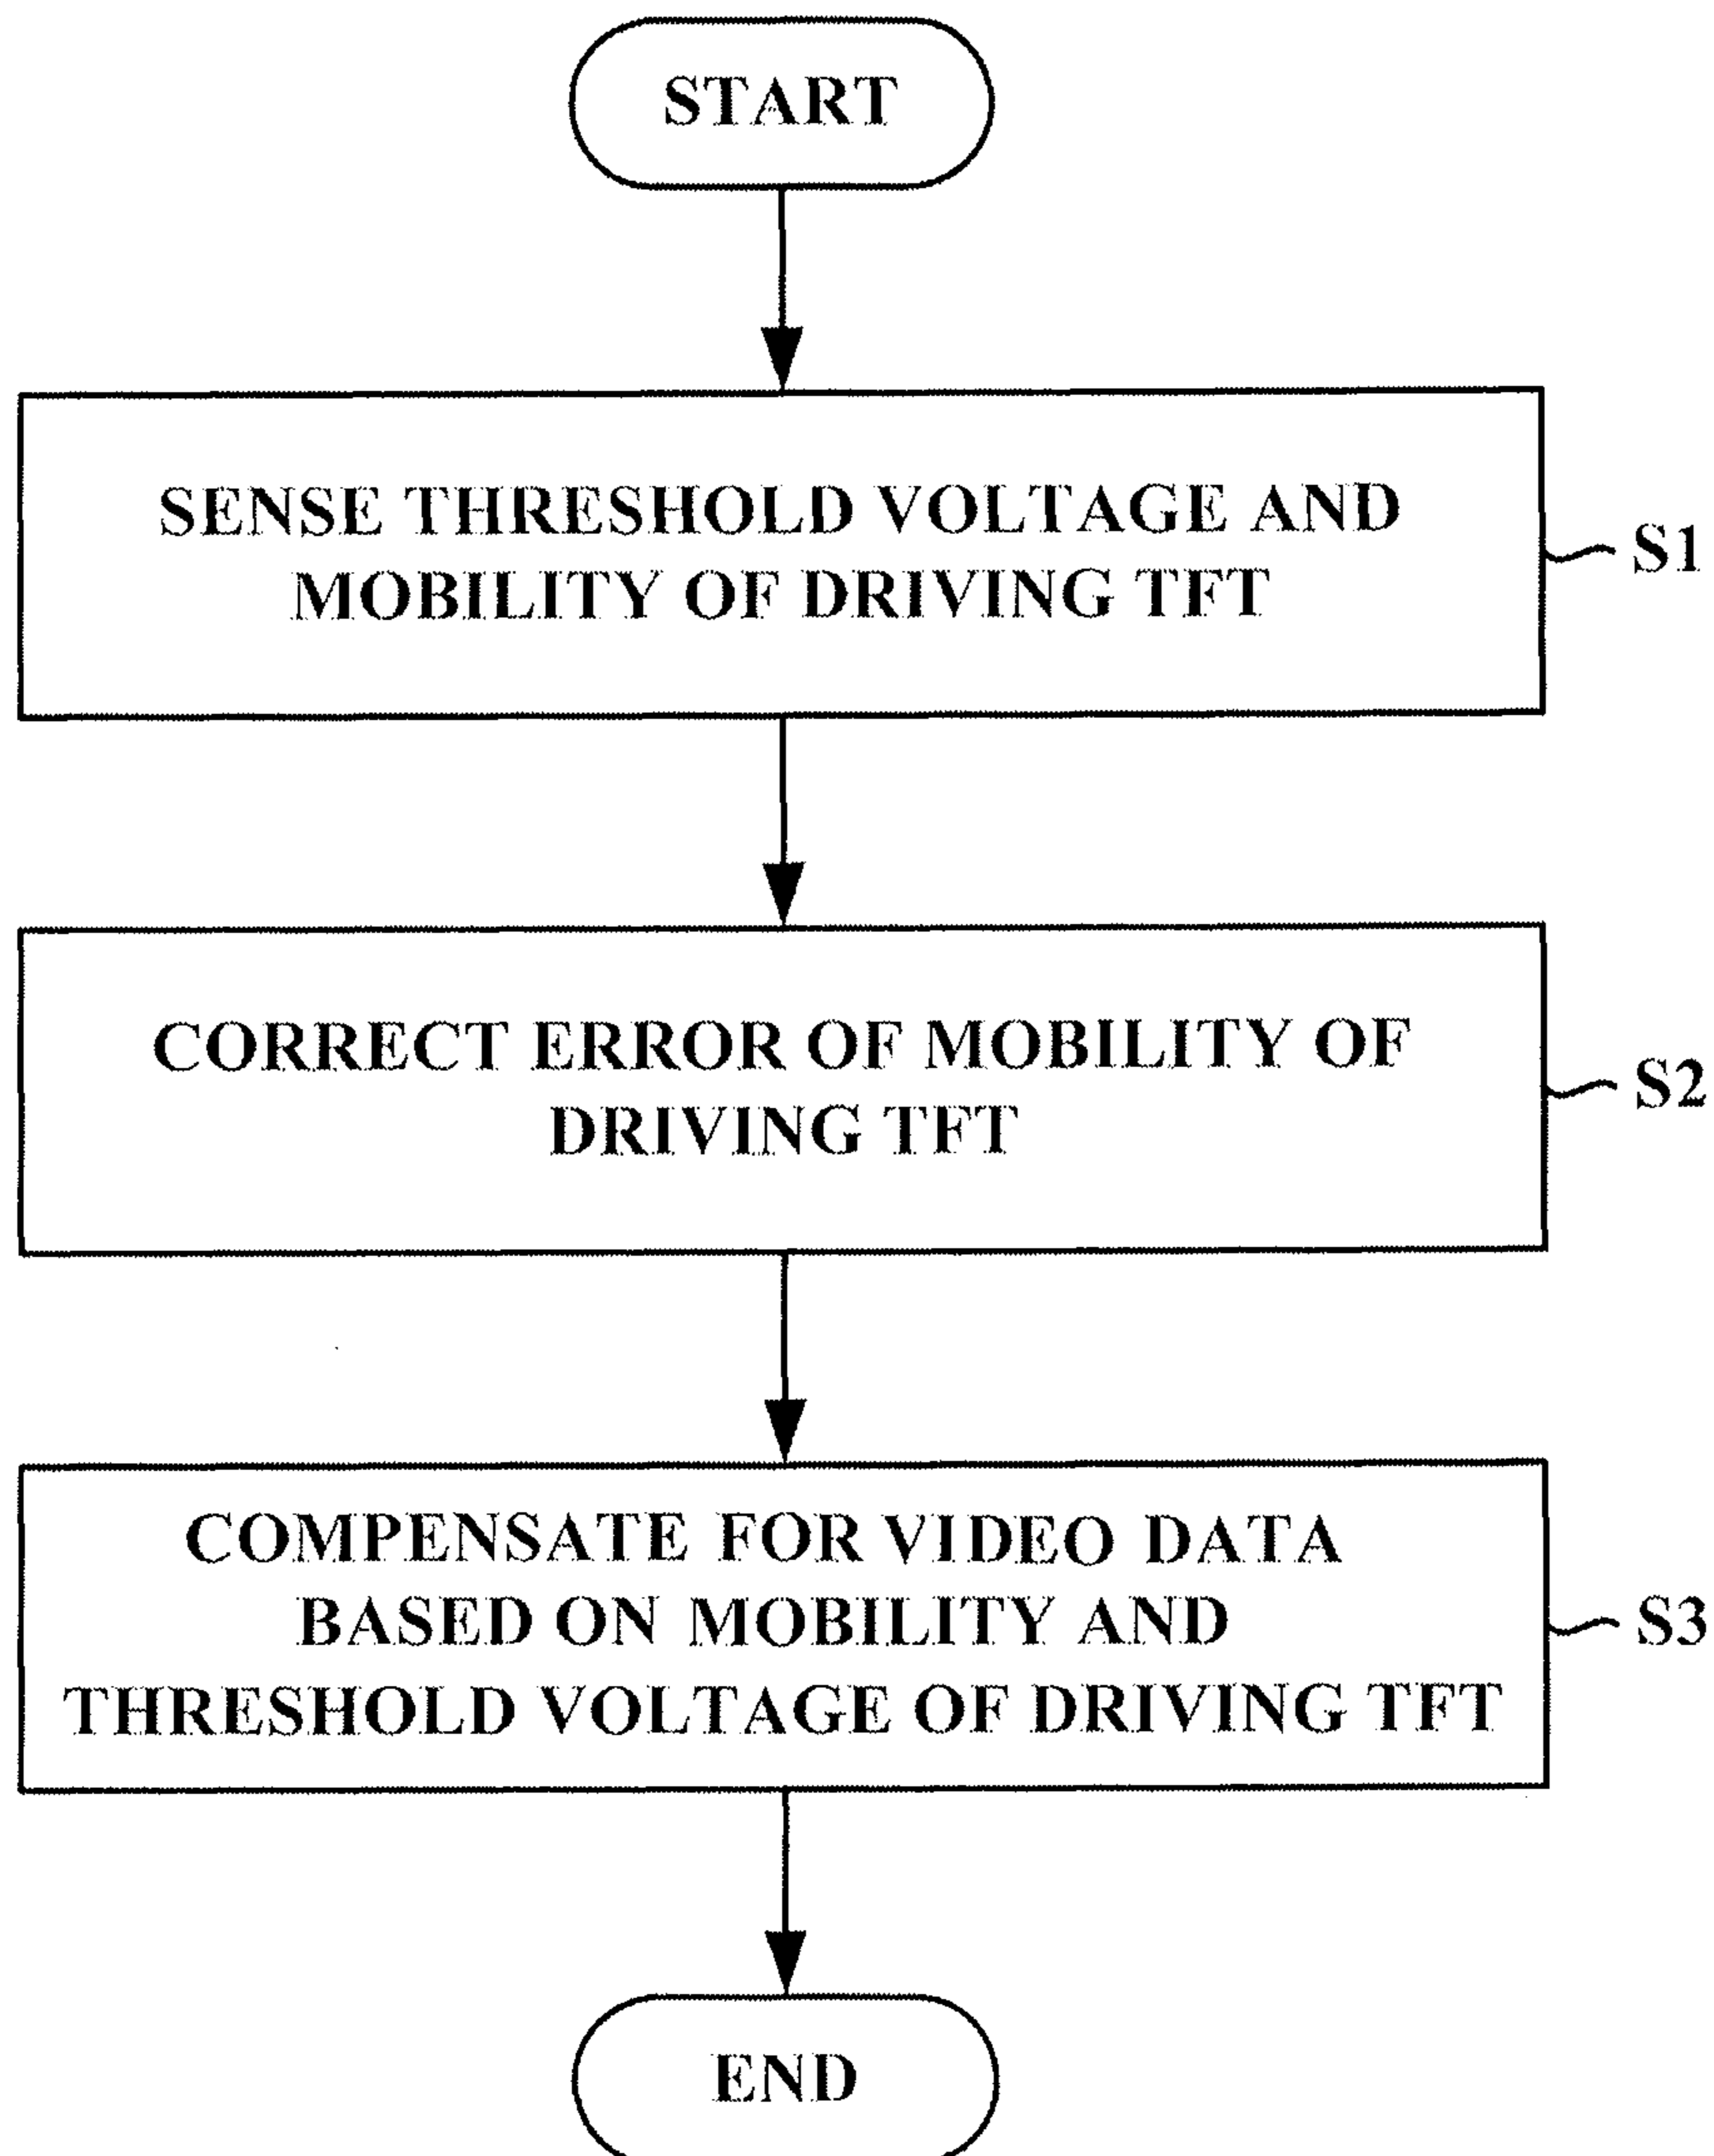 START
SENSE THRESHOLD VOLTAGE AND
MOBILITY OF DRIVING TFT
S1
CORRECT ERROR OF MOBILITY OF
DRIVING TFT
S2
COMPENSATE FOR VIDEO DATA
BASED ON MOBILITY AND
THRESHOLD VOLTAGE OF DRIVING TFT
S3
END